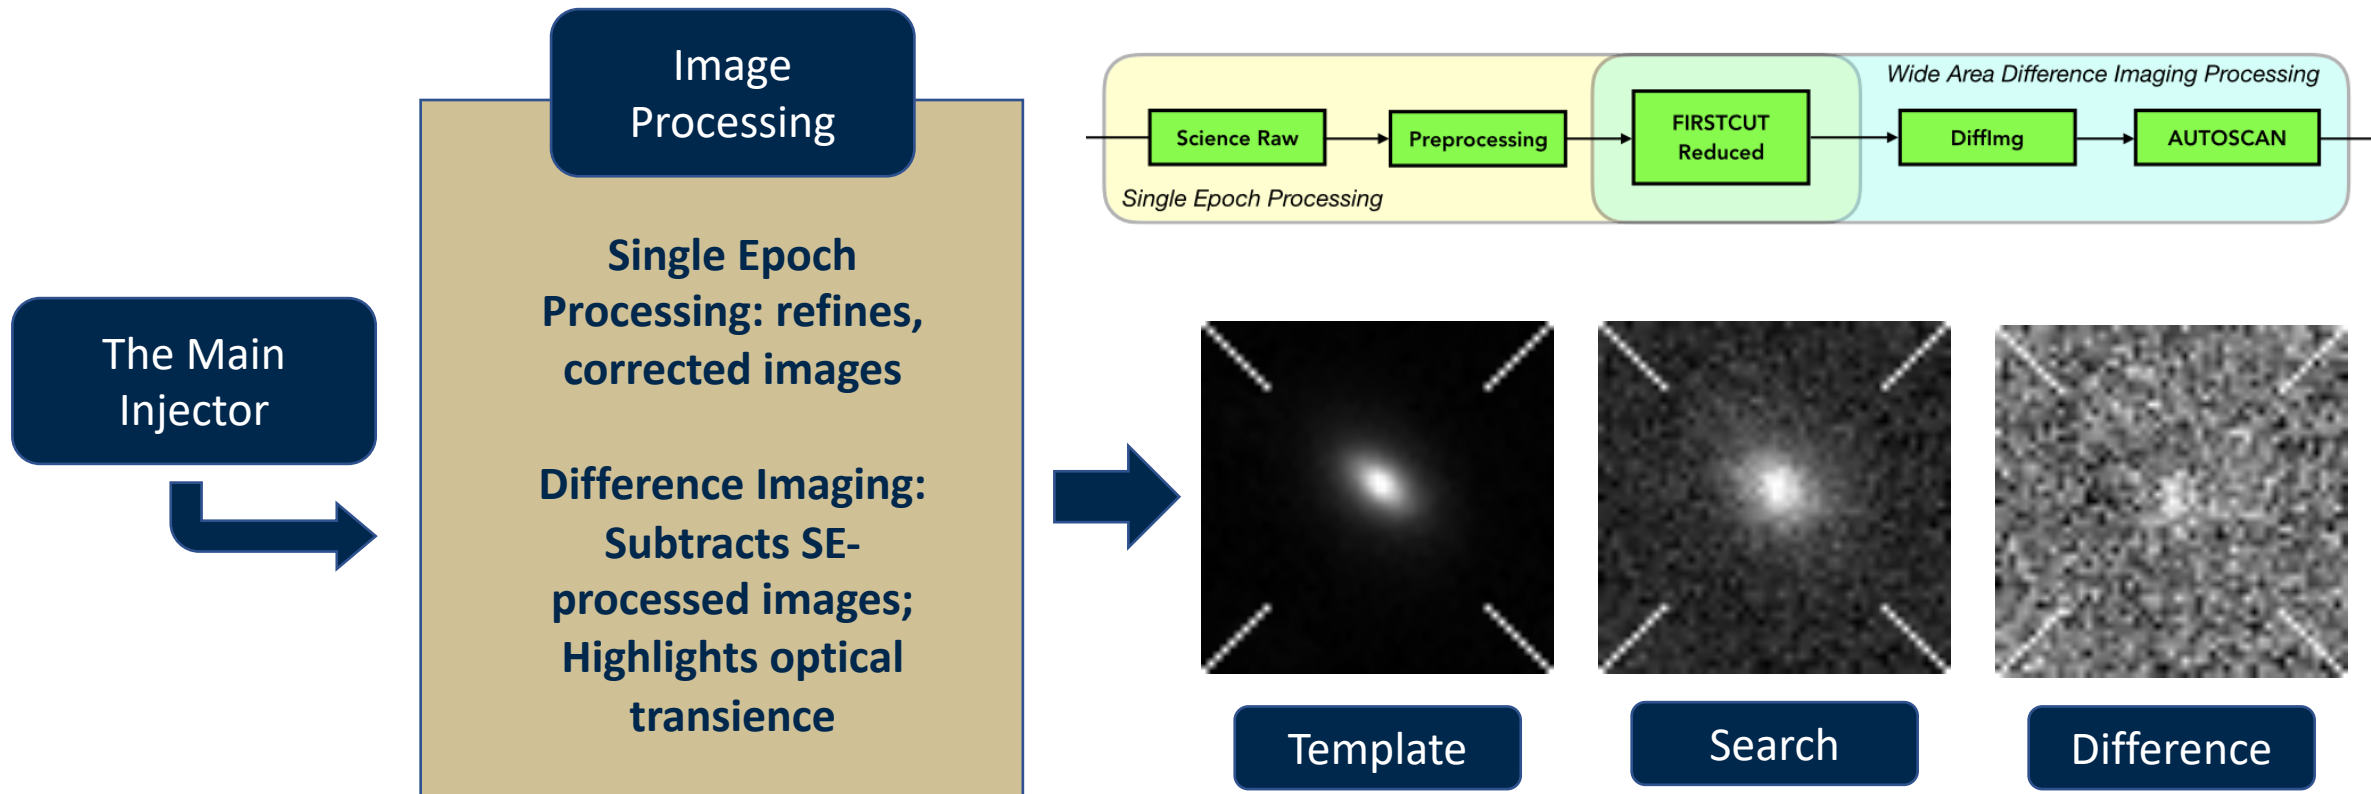 The Main
Injector
Image
Processing
Single Epoch
Processing: refines,
corrected images
Difference Imaging:
Subtracts SE-
processed images;
Highlights optical
transience
Wide Area Difference Imaging Processing
Science Raw
Preprocessing
FIRSTCUT
Reduced
DiffImg
AUTOSCAN
Single Epoch Processing
Template
Search
Difference